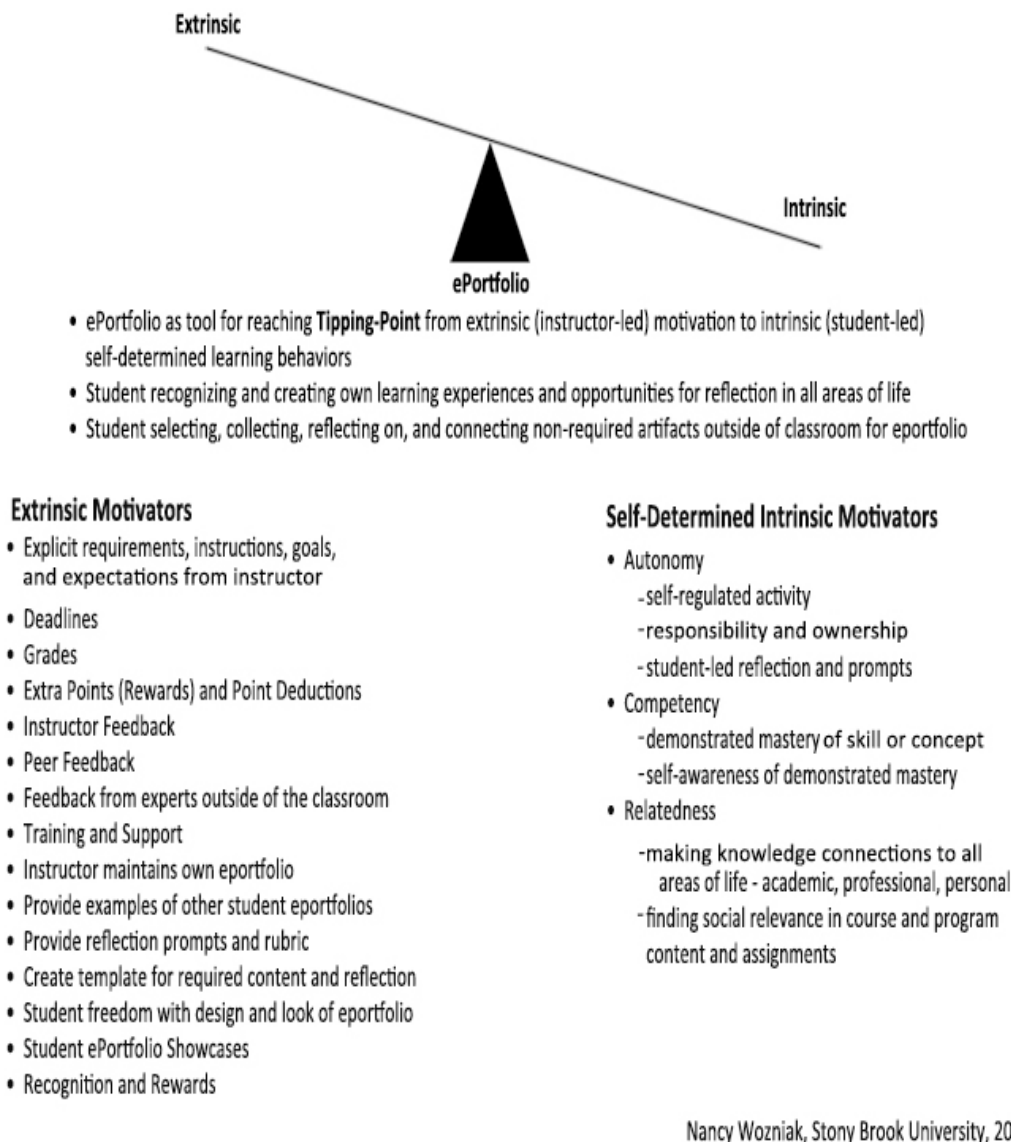 Extrinsic
Intrinsic
ePortfolio
• ePortfolio as tool for reaching Tipping-Point from extrinsic (instructor-led) motivation to intrinsic (student-led)
self-determined learning behaviors
• Student recognizing and creating own learning experiences and opportunities for reflection in all areas of life
• Student selecting, collecting, reflecting on, and connecting non-required artifacts outside of classroom for eportfolio
Extrinsic Motivators
• Explicit requirements, instructions, goals,
and expectations from instructor
• Deadlines
• Grades
• Extra Points (Rewards) and Point Deductions
• Instructor Feedback
• Peer Feedback
• Feedback from experts outside of the classroom
• Training and Support
• Instructor maintains own eportfolio
• Provide examples of other student eportfolios
• Provide reflection prompts and rubric
• Create template for required content and reflection
• Student freedom with design and look of eportfolio
• Student ePortfolio Showcases
• Recognition and Rewards
Self-Determined Intrinsic Motivators
• Autonomy
-self-regulated activity
-responsibility and ownership
-student-led reflection and prompts
• Competency
-demonstrated mastery of skill or concept
-self-awareness of demonstrated mastery
• Relatedness
-making knowledge connections to all
areas of life - academic, professional, personal
-finding social relevance in course and program
content and assignments
Nancy Wozniak, Stony Brook University,